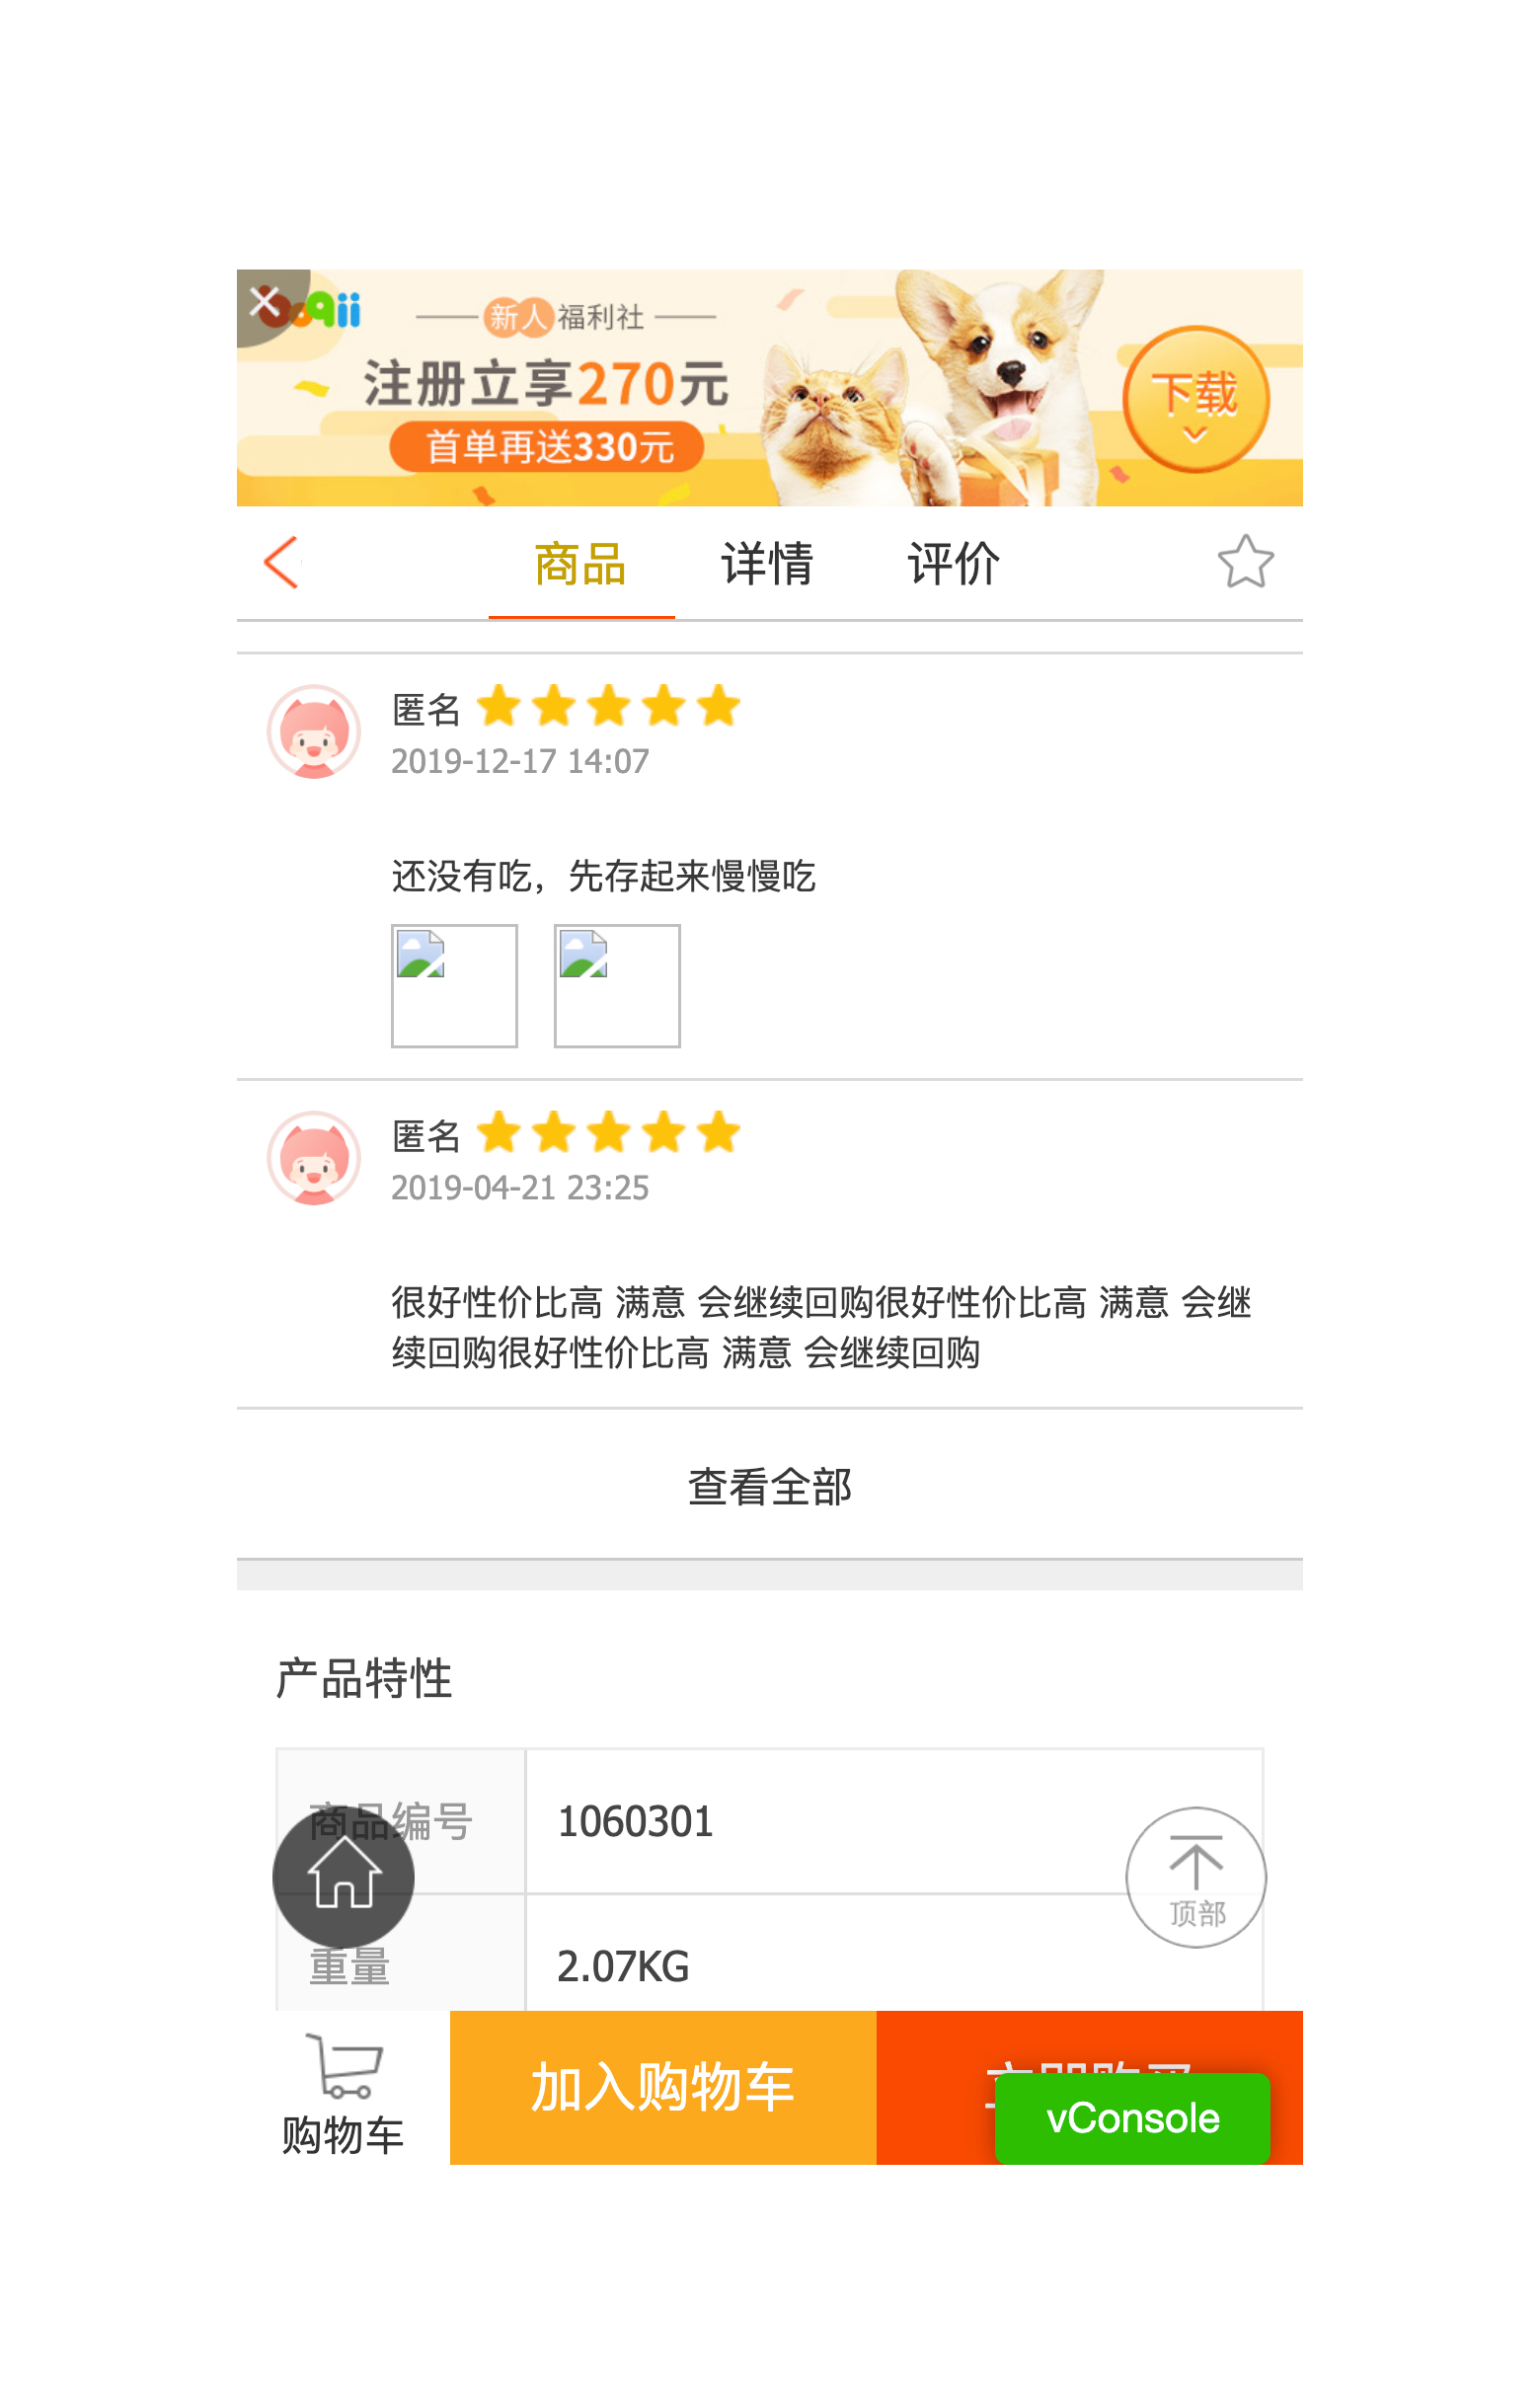 新人福利社
注册立享270元
首单再送330元
下载
商品 详情 评价
匿名
2019-12-17 14:07
还没有吃，先存起来慢慢吃
匿名
2019-04-21 23:25
很好性价比高 满意 会继续回购很好性价比高 满意 会继
续回购很好性价比高 满意 会继续回购
查看全部
产品特性
商品编号 1060301
顶部
重量 2.07KG
购物车
加入购物车
vConsole